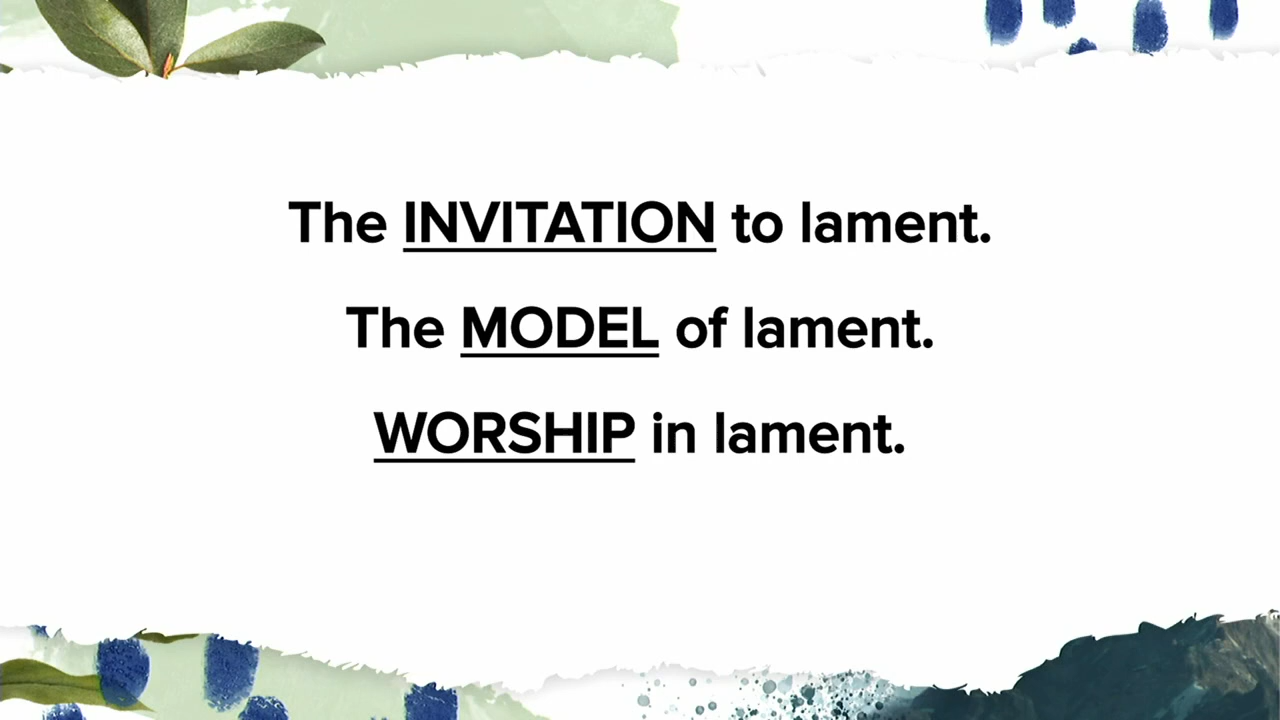 The INVITATION to lament.
The MODEL of lament.
WORSHIP in lament.